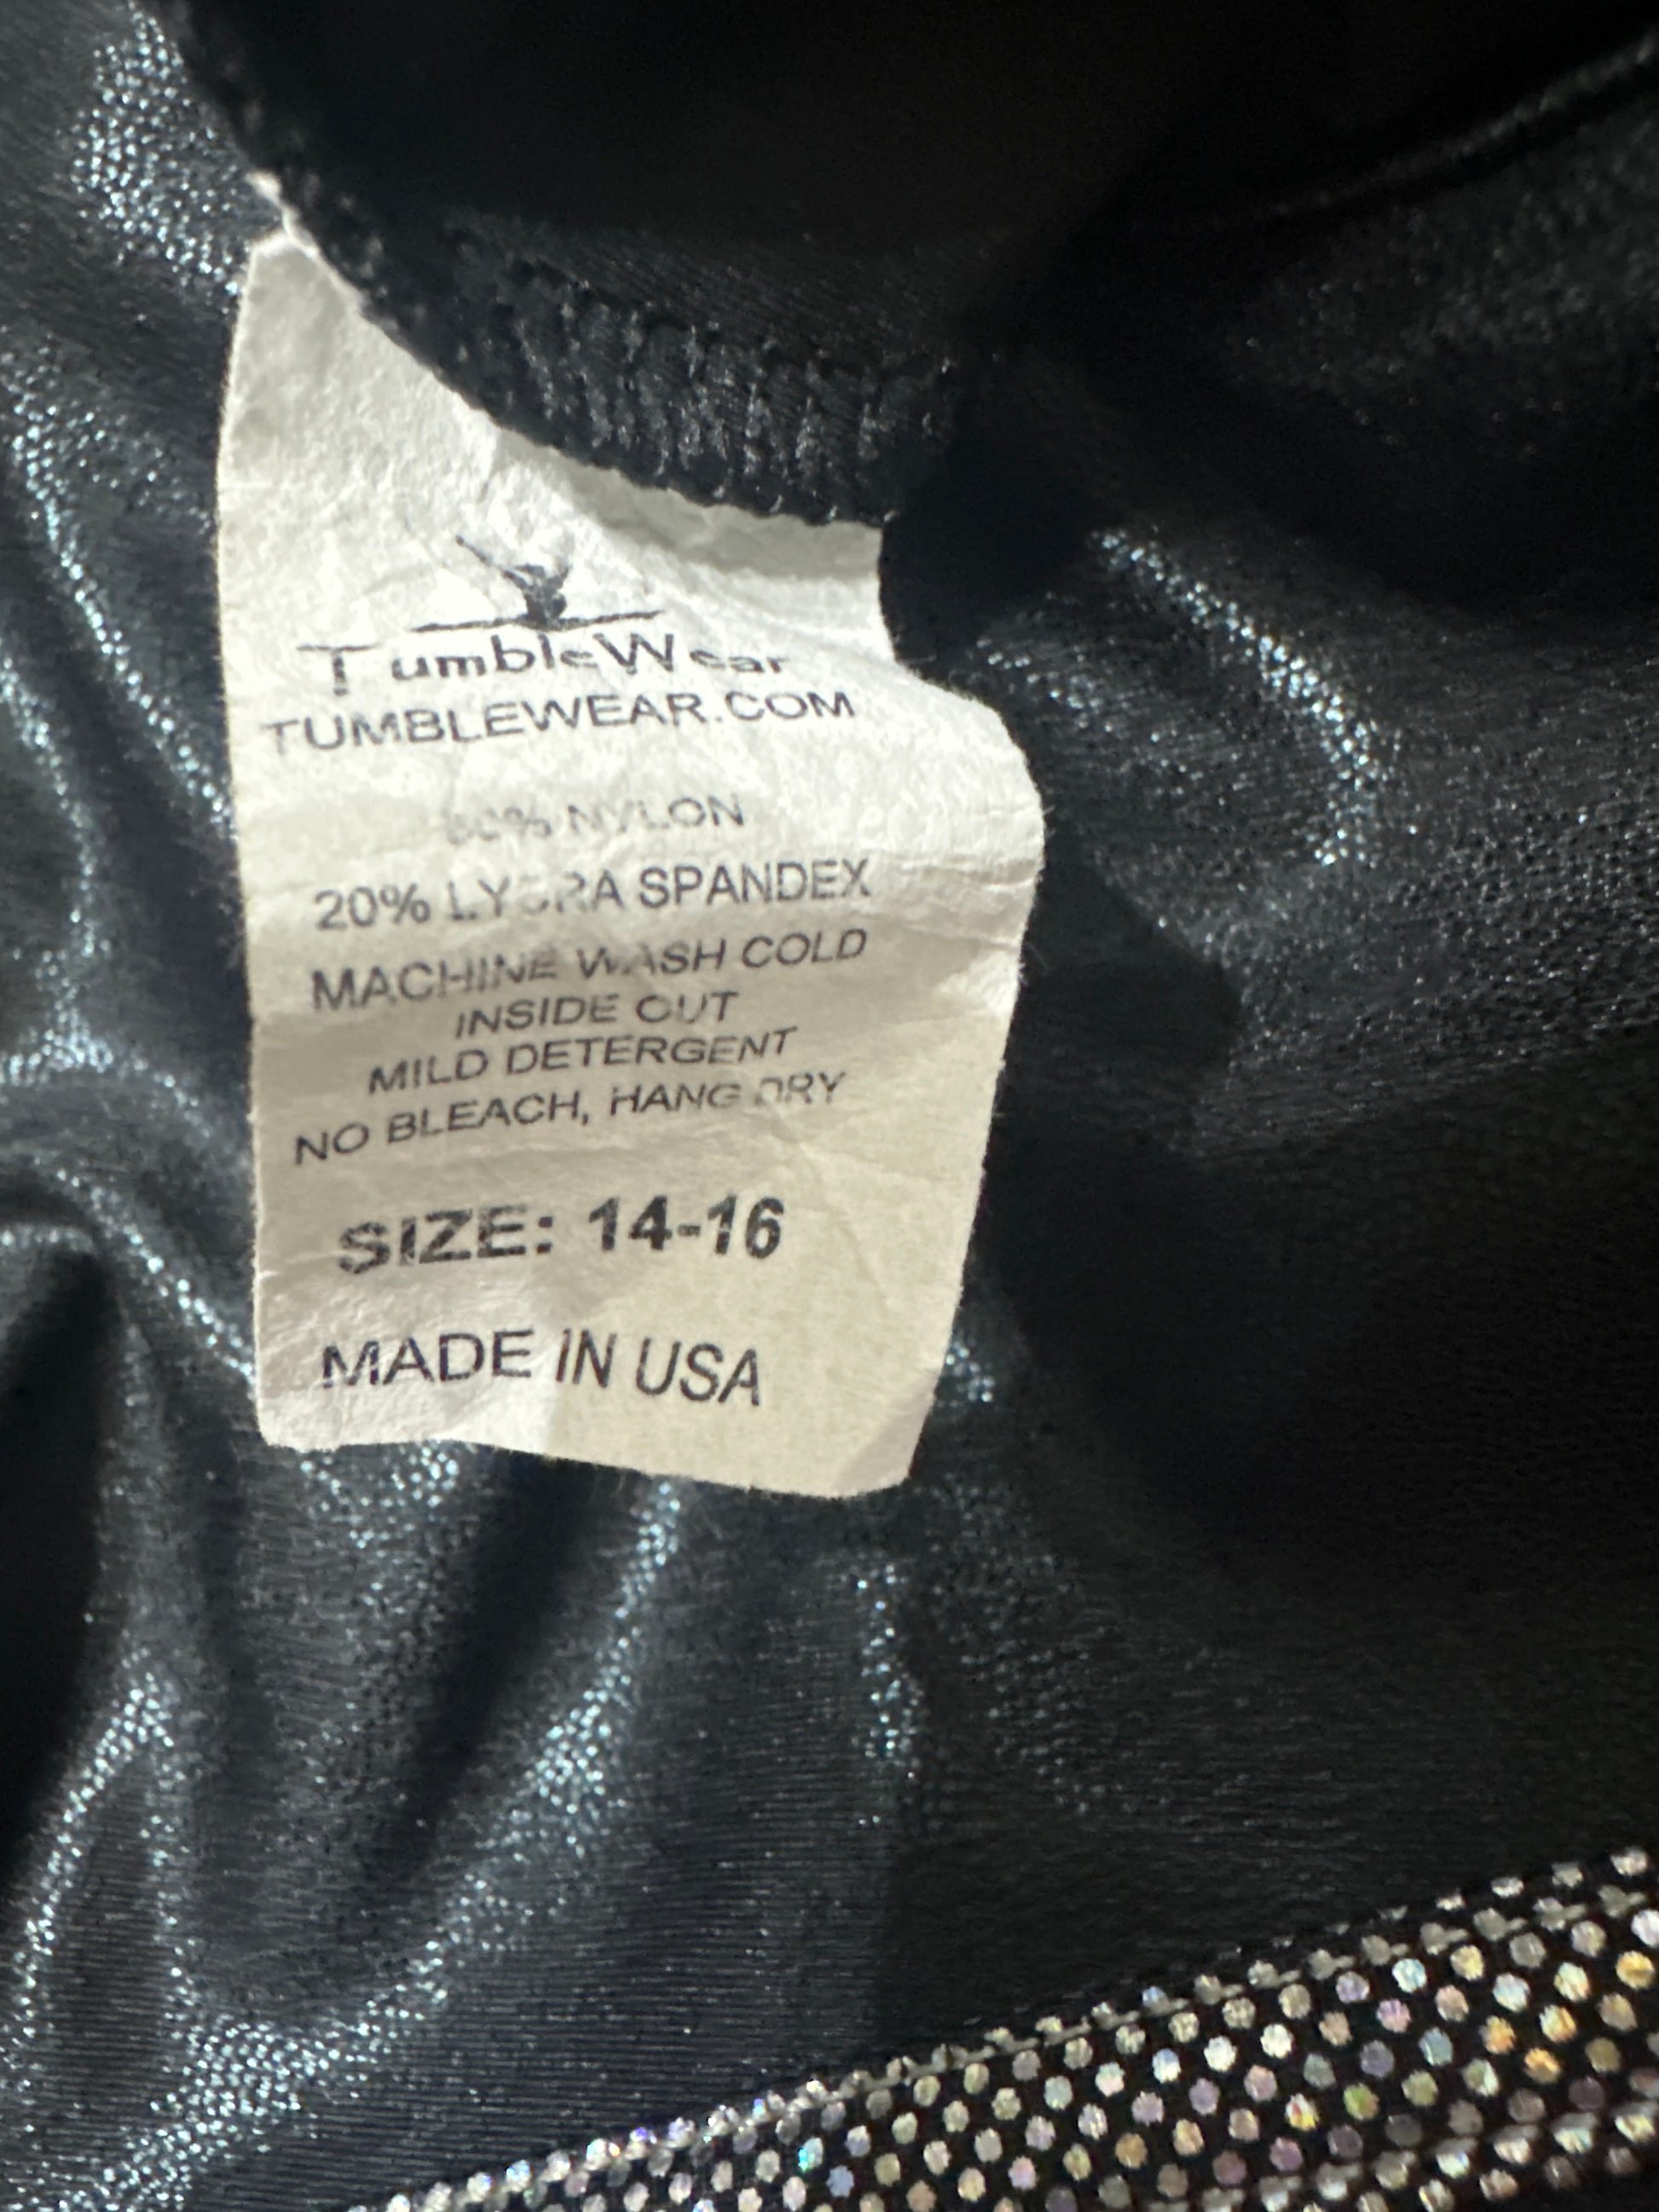 TumbleWear
TUMBLEWEAR.COM
80% NYLON
20% LYCRA SPANDEX
MACHINE WASH COLD
INSIDE OUT
MILD DETERGENT
NO BLEACH, HANG DRY
SIZE: 14-16
MADE IN USA